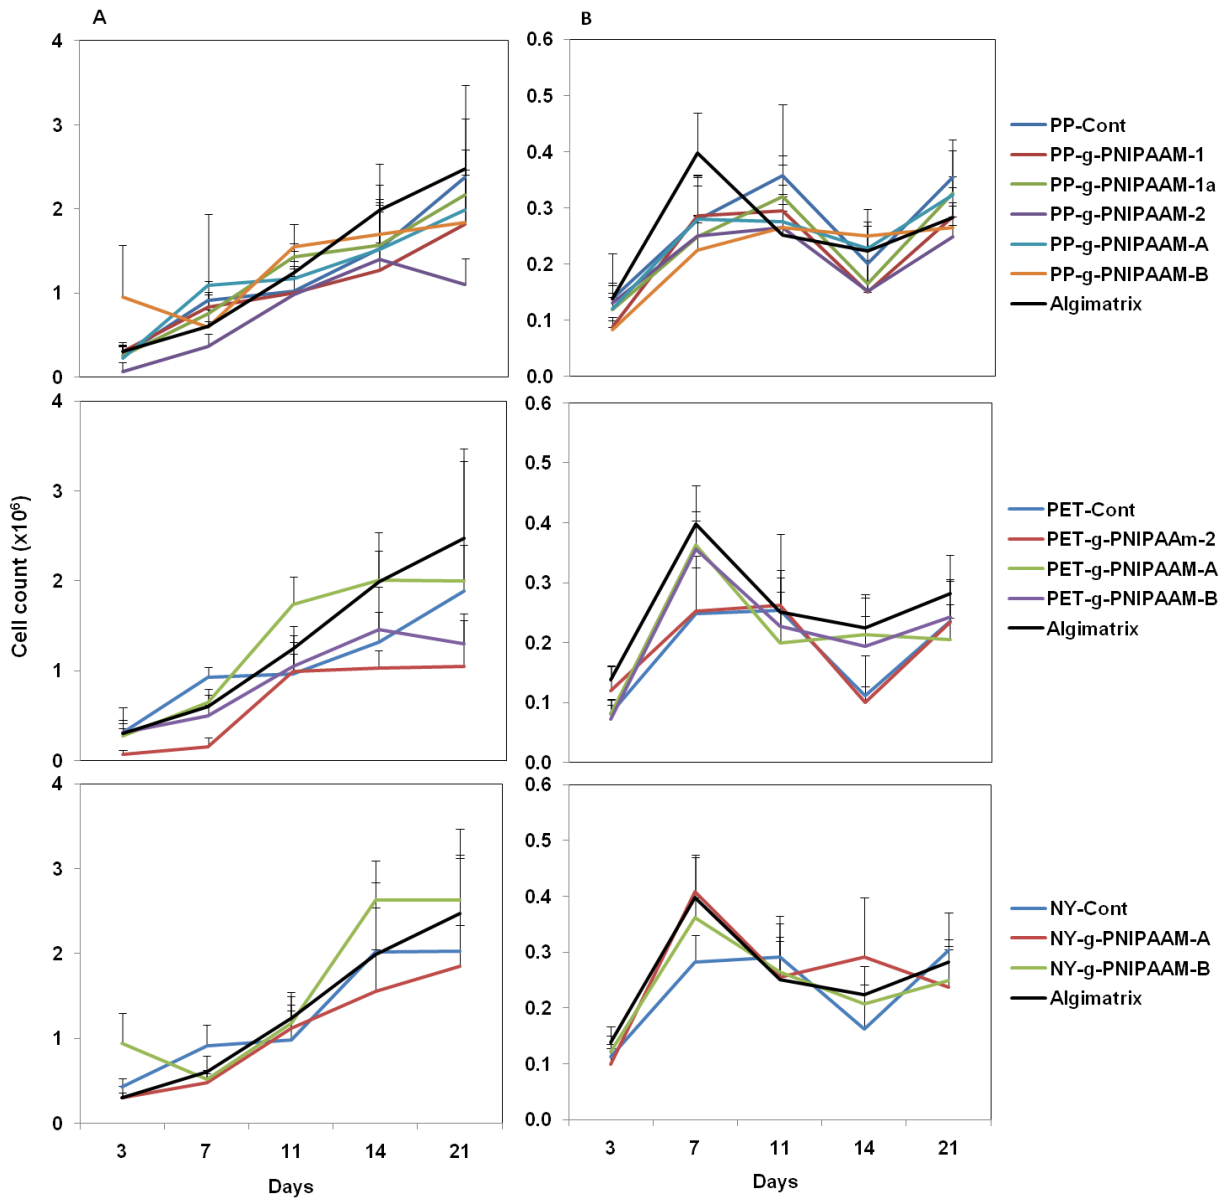 A
B
4
3
2
1
0
0.6
0.5
0.4
0.3
0.2
0.1
0.0
PP-Cont
PP-g-PNIPAAM-1
PP-g-PNIPAAM-1a
PP-g-PNIPAAM-2
PP-g-PNIPAAM-A
PP-g-PNIPAAM-B
Algimatrix
Cell count (x10⁶)
4
3
2
1
0
0.6
0.5
0.4
0.3
0.2
0.1
0.0
PET-Cont
PET-g-PNIPAAm-2
PET-g-PNIPAAM-A
PET-g-PNIPAAM-B
Algimatrix
4
3
2
1
0
0.6
0.5
0.4
0.3
0.2
0.1
0.0
NY-Cont
NY-g-PNIPAAM-A
NY-g-PNIPAAM-B
Algimatrix
3 7 11 14 21
Days
3 7 11 14 21
Days